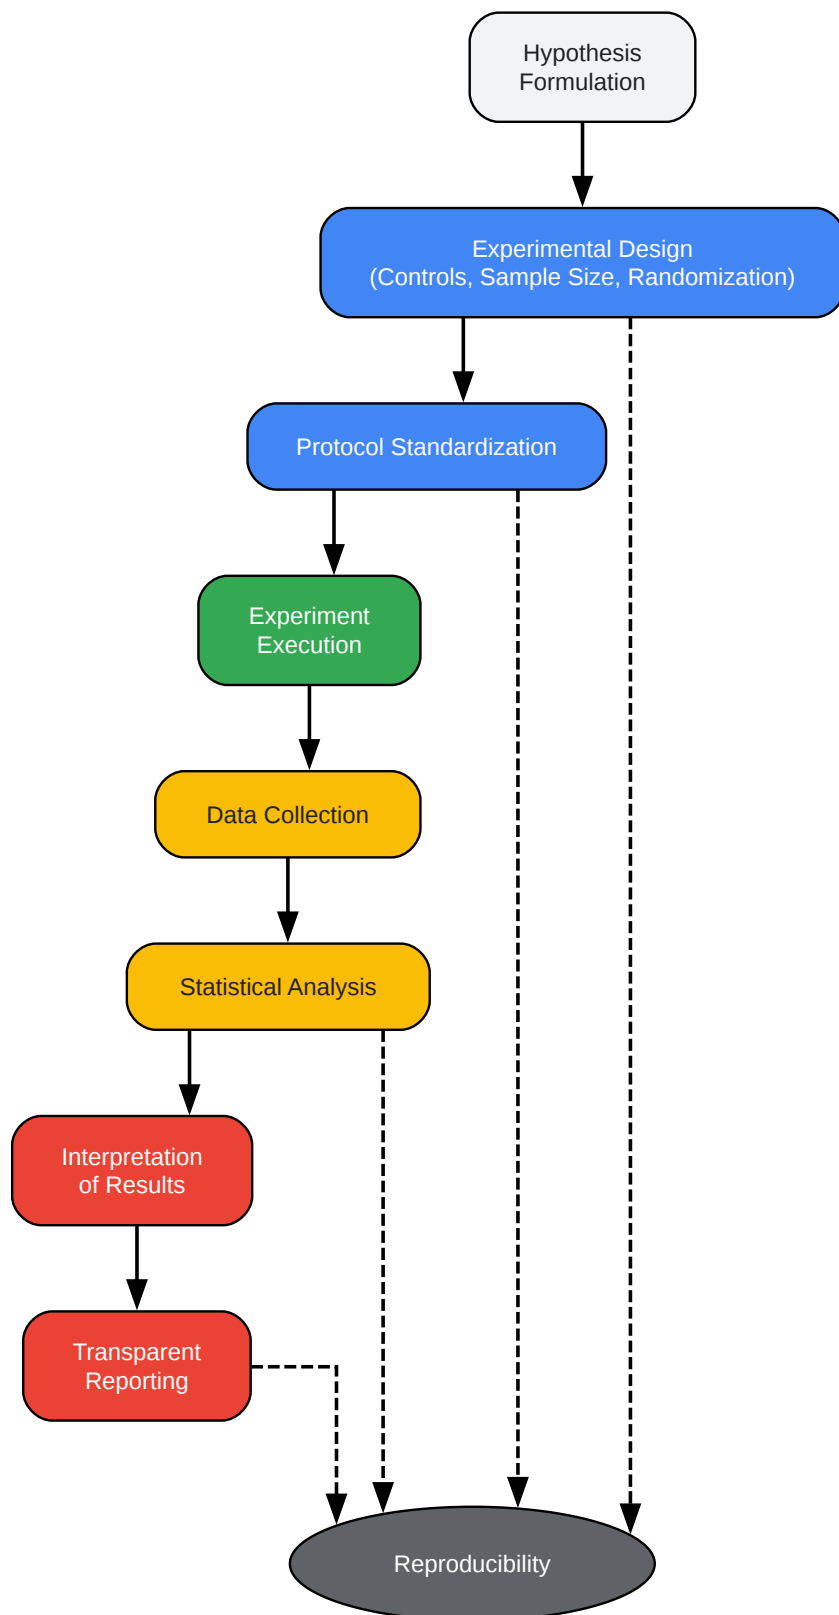 Hypothesis
Formulation
Experimental Design
(Controls, Sample Size, Randomization)
Protocol Standardization
Experiment
Execution
Data Collection
Statistical Analysis
Interpretation
of Results
Transparent
Reporting
Reproducibility